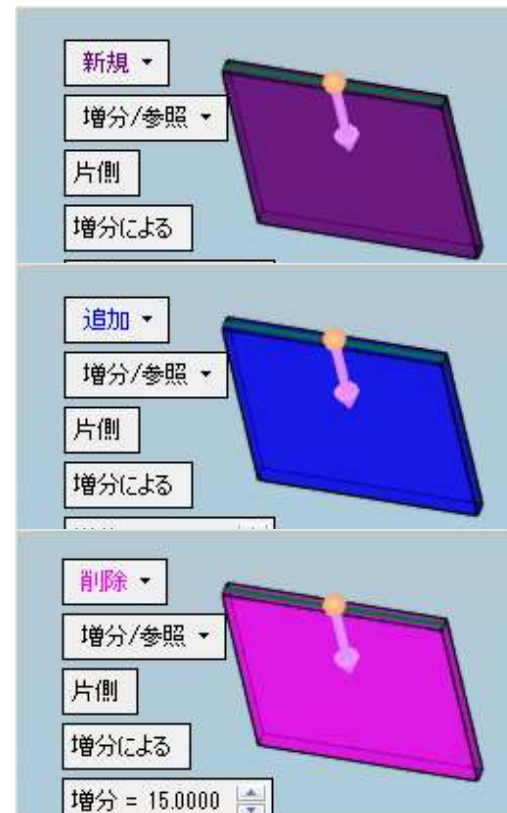 新規
増分/参照
片側
増分による
追加
増分/参照
片側
増分による
削除
増分/参照
片側
増分による
増分 = 15.0000